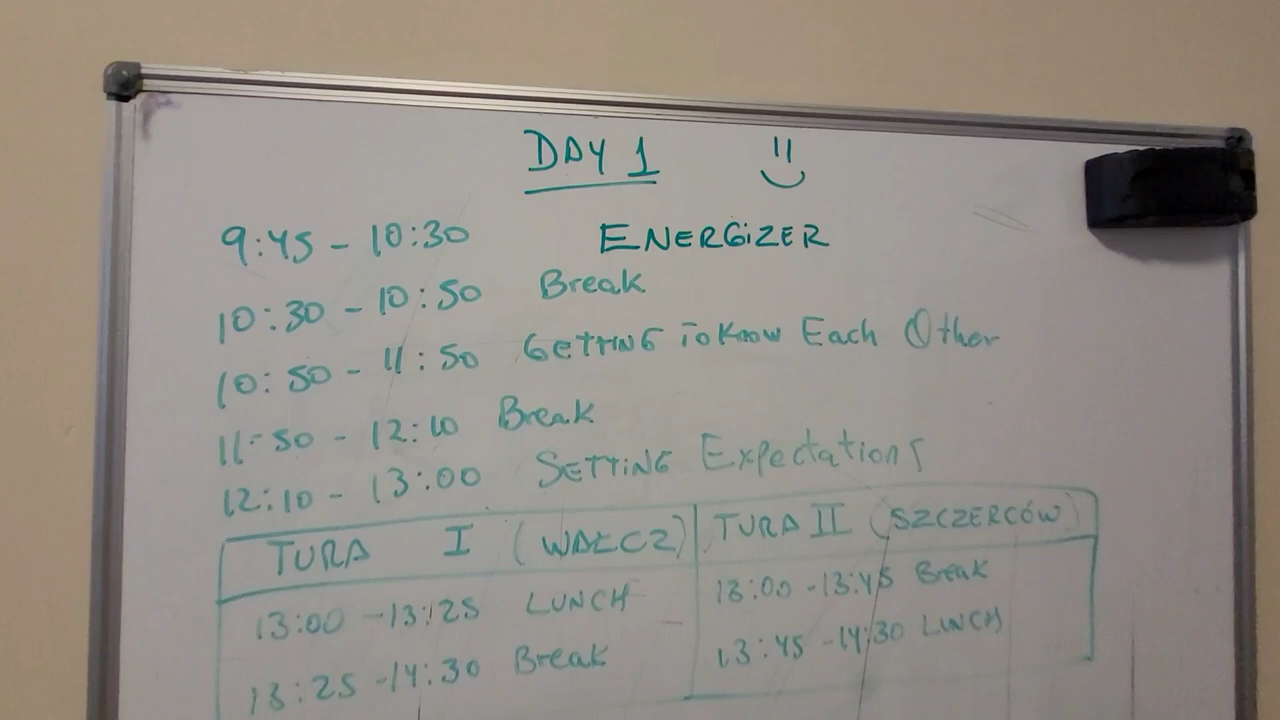 DAY 1
9:45 - 10:30 ENERGiZER
10:30 - 10:50 Break
10:50 - 11:50 GETTING To Know Each Other
11:50 - 12:10 Break
12:10 - 13:00 SETTiNG Expectations
TURA I (WAŁCZ)
13:00 - 13:25 LUNCH
13:25 - 14:30 Break
TURA II (SZCZERCÓW)
13:00 - 13:45 Break
13:45 - 14:30 LUNCH